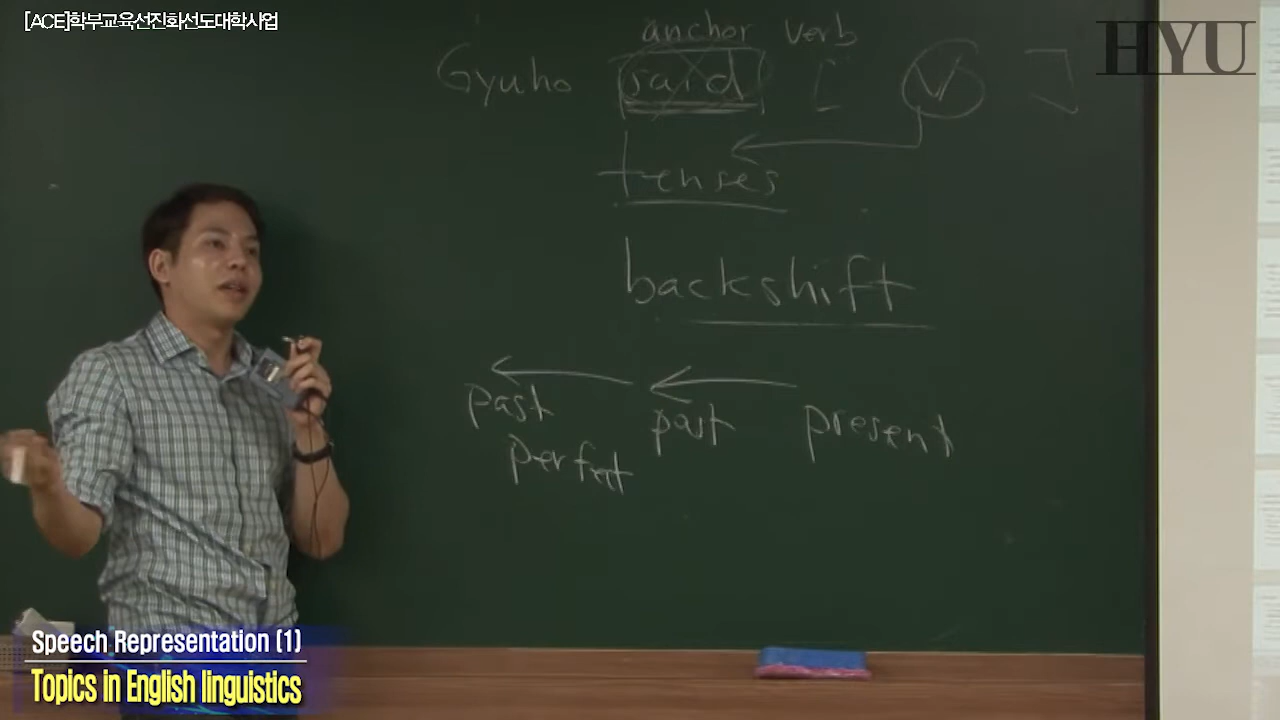 [ACE]학부교육선진화선도대학사업
HYU
anchor verb
Gyuho said [ V ]
tenses
backshift
past past present
perfect
Speech Representation (1)
Topics in English linguistics